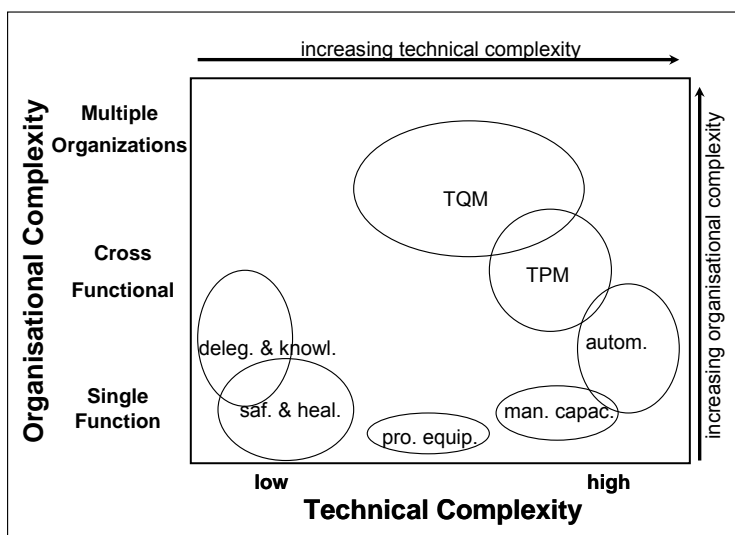 increasing technical complexity
Organisational Complexity
Multiple
Organizations
TQM
increasing organisational complexity
Cross
Functional
TPM
deleg. & knowl.
autom.
Single
Function
saf. & heal.
man. capac.
pro. equip.
low
high
Technical Complexity